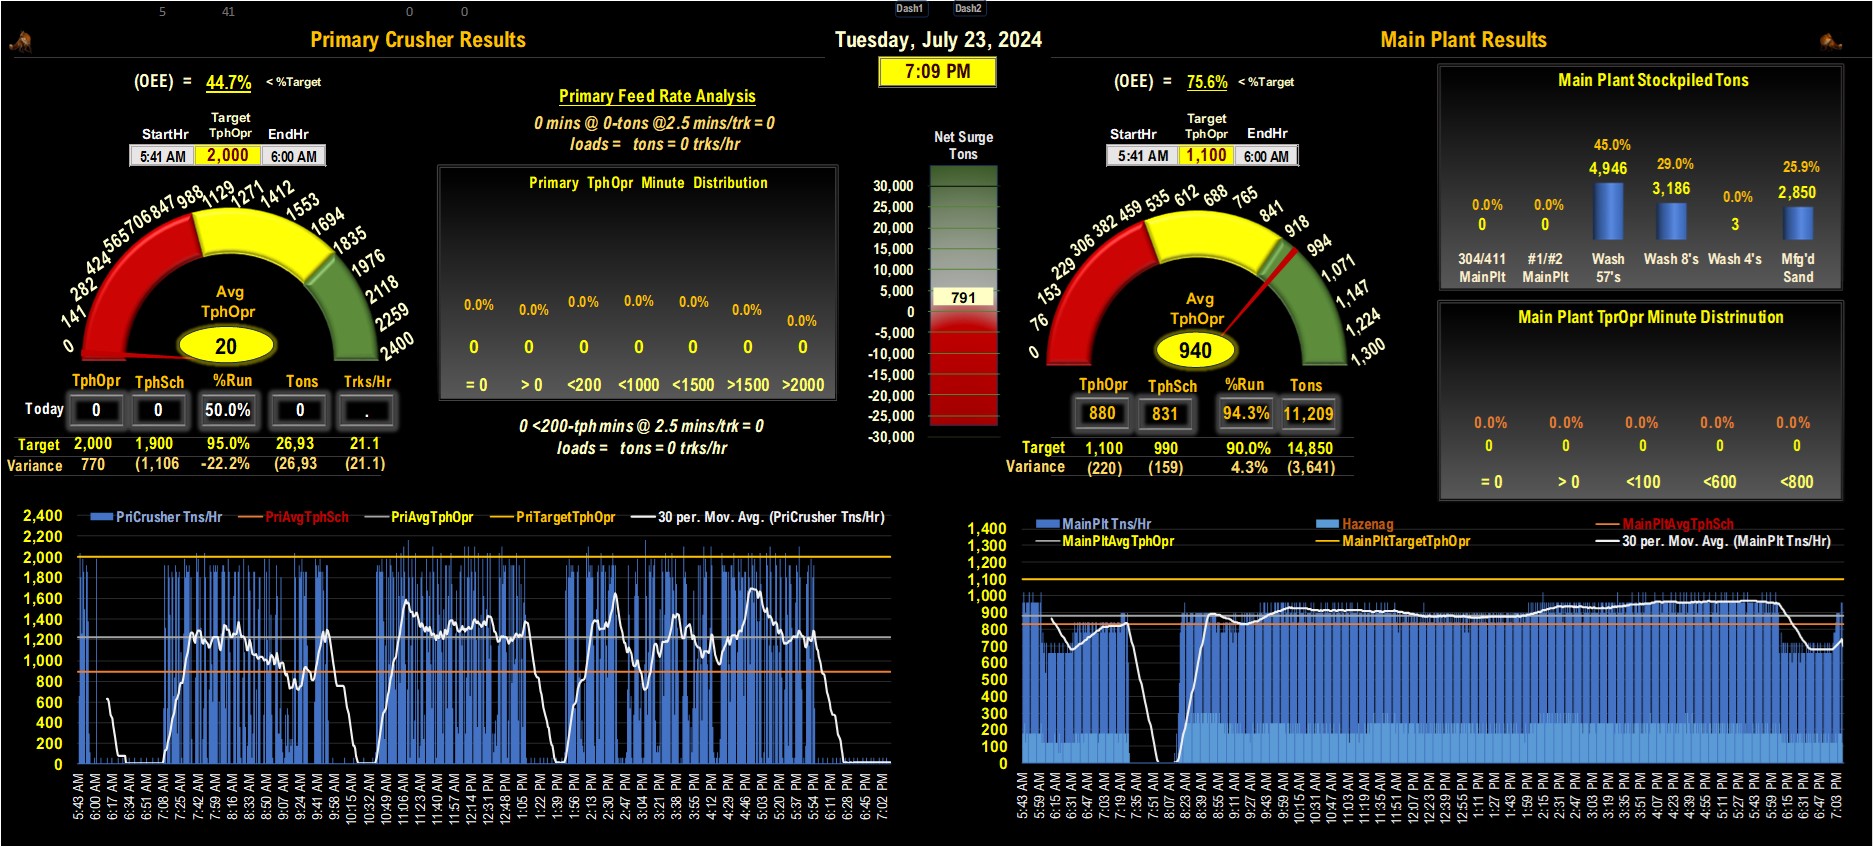 5 41 0 0 Dash1 Dash2
Primary Crusher Results
Tuesday, July 23, 2024
Main Plant Results
7:09 PM
(OEE) = 44.7% < %Target
Target
StartHr TphOpr EndHr
5:41 AM 2,000 6:00 AM
0 141 282 424 565 706 847 988 1129 1271 1412 1553 1694 1835 1976 2118 2259 2400
Avg
TphOpr
20
TphOpr TphSch %Run Tons Trks/Hr
Today 0 0 50.0% 0 .
Target 2,000 1,900 95.0% 26,93 21.1
Variance 770 (1,106 -22.2% (26,93 (21.1)
Primary Feed Rate Analysis
0 mins @ 0-tons @2.5 mins/trk = 0
loads = tons = 0 trks/hr
Primary TphOpr Minute Distribution
0.0% 0.0% 0.0% 0.0% 0.0% 0.0% 0.0%
0 0 0 0 0 0 0
= 0 > 0 <200 <1000 <1500 >1500 >2000
0 <200-tph mins @ 2.5 mins/trk = 0
loads = tons = 0 trks/hr
Net Surge
Tons
30,000
25,000
20,000
15,000
10,000
5,000
791
0
-5,000
-10,000
-15,000
-20,000
-25,000
-30,000
(OEE) = 75.6% < %Target
Target
StartHr TphOpr EndHr
5:41 AM 1,100 6:00 AM
0 76 153 229 306 382 459 535 612 688 765 841 918 994 1,071 1,147 1,224 1,300
Avg
TphOpr
940
TphOpr TphSch %Run Tons
880 831 94.3% 11,209
Target 1,100 990 90.0% 14,850
Variance (220) (159) 4.3% (3,641)
Main Plant Stockpiled Tons
0.0% 0.0% 45.0% 29.0% 0.0% 25.9%
0 0 4,946 3,186 3 2,850
304/411 #1/#2 Wash Wash 8's Wash 4's Mfg'd
MainPlt MainPlt 57's Sand
Main Plant TprOpr Minute Distrinution
0.0% 0.0% 0.0% 0.0% 0.0%
0 0 0 0 0
= 0 > 0 <100 <600 <800
PriCrusher Tns/Hr PriAvgTphSch PriAvgTphOpr PriTargetTphOpr 30 per. Mov. Avg. (PriCrusher Tns/Hr)
2,400
2,200
2,000
1,800
1,600
1,400
1,200
1,000
800
600
400
200
0
5:43 AM 6:00 AM 6:17 AM 6:34 AM 6:51 AM 7:08 AM 7:25 AM 7:42 AM 7:59 AM 8:16 AM 8:33 AM 8:50 AM 9:07 AM 9:24 AM 9:41 AM 9:58 AM 10:15 AM 10:32 AM 10:49 AM 11:06 AM 11:23 AM 11:40 AM 11:57 AM 12:14 PM 12:31 PM 12:48 PM 1:05 PM 1:22 PM 1:39 PM 1:56 PM 2:13 PM 2:30 PM 2:47 PM 3:04 PM 3:21 PM 3:38 PM 3:55 PM 4:12 PM 4:29 PM 4:46 PM 5:03 PM 5:20 PM 5:37 PM 5:54 PM 6:11 PM 6:28 PM 6:45 PM 7:02 PM
MainPlt Tns/Hr Hazenag MainPltAvgTphSch
MainPltAvgTphOpr MainPltTargetTphOpr 30 per. Mov. Avg. (MainPlt Tns/Hr)
1,400
1,300
1,200
1,100
1,000
900
800
700
600
500
400
300
200
100
0
5:43 AM 5:59 AM 6:15 AM 6:31 AM 6:47 AM 7:03 AM 7:19 AM 7:35 AM 7:51 AM 8:07 AM 8:23 AM 8:39 AM 8:55 AM 9:11 AM 9:27 AM 9:43 AM 9:59 AM 10:15 AM 10:31 AM 10:47 AM 11:03 AM 11:19 AM 11:35 AM 11:51 AM 12:07 PM 12:23 PM 12:39 PM 12:55 PM 1:11 PM 1:27 PM 1:43 PM 1:59 PM 2:15 PM 2:31 PM 2:47 PM 3:03 PM 3:19 PM 3:35 PM 3:51 PM 4:07 PM 4:23 PM 4:39 PM 4:55 PM 5:11 PM 5:27 PM 5:43 PM 5:59 PM 6:15 PM 6:31 PM 6:47 PM 7:03 PM